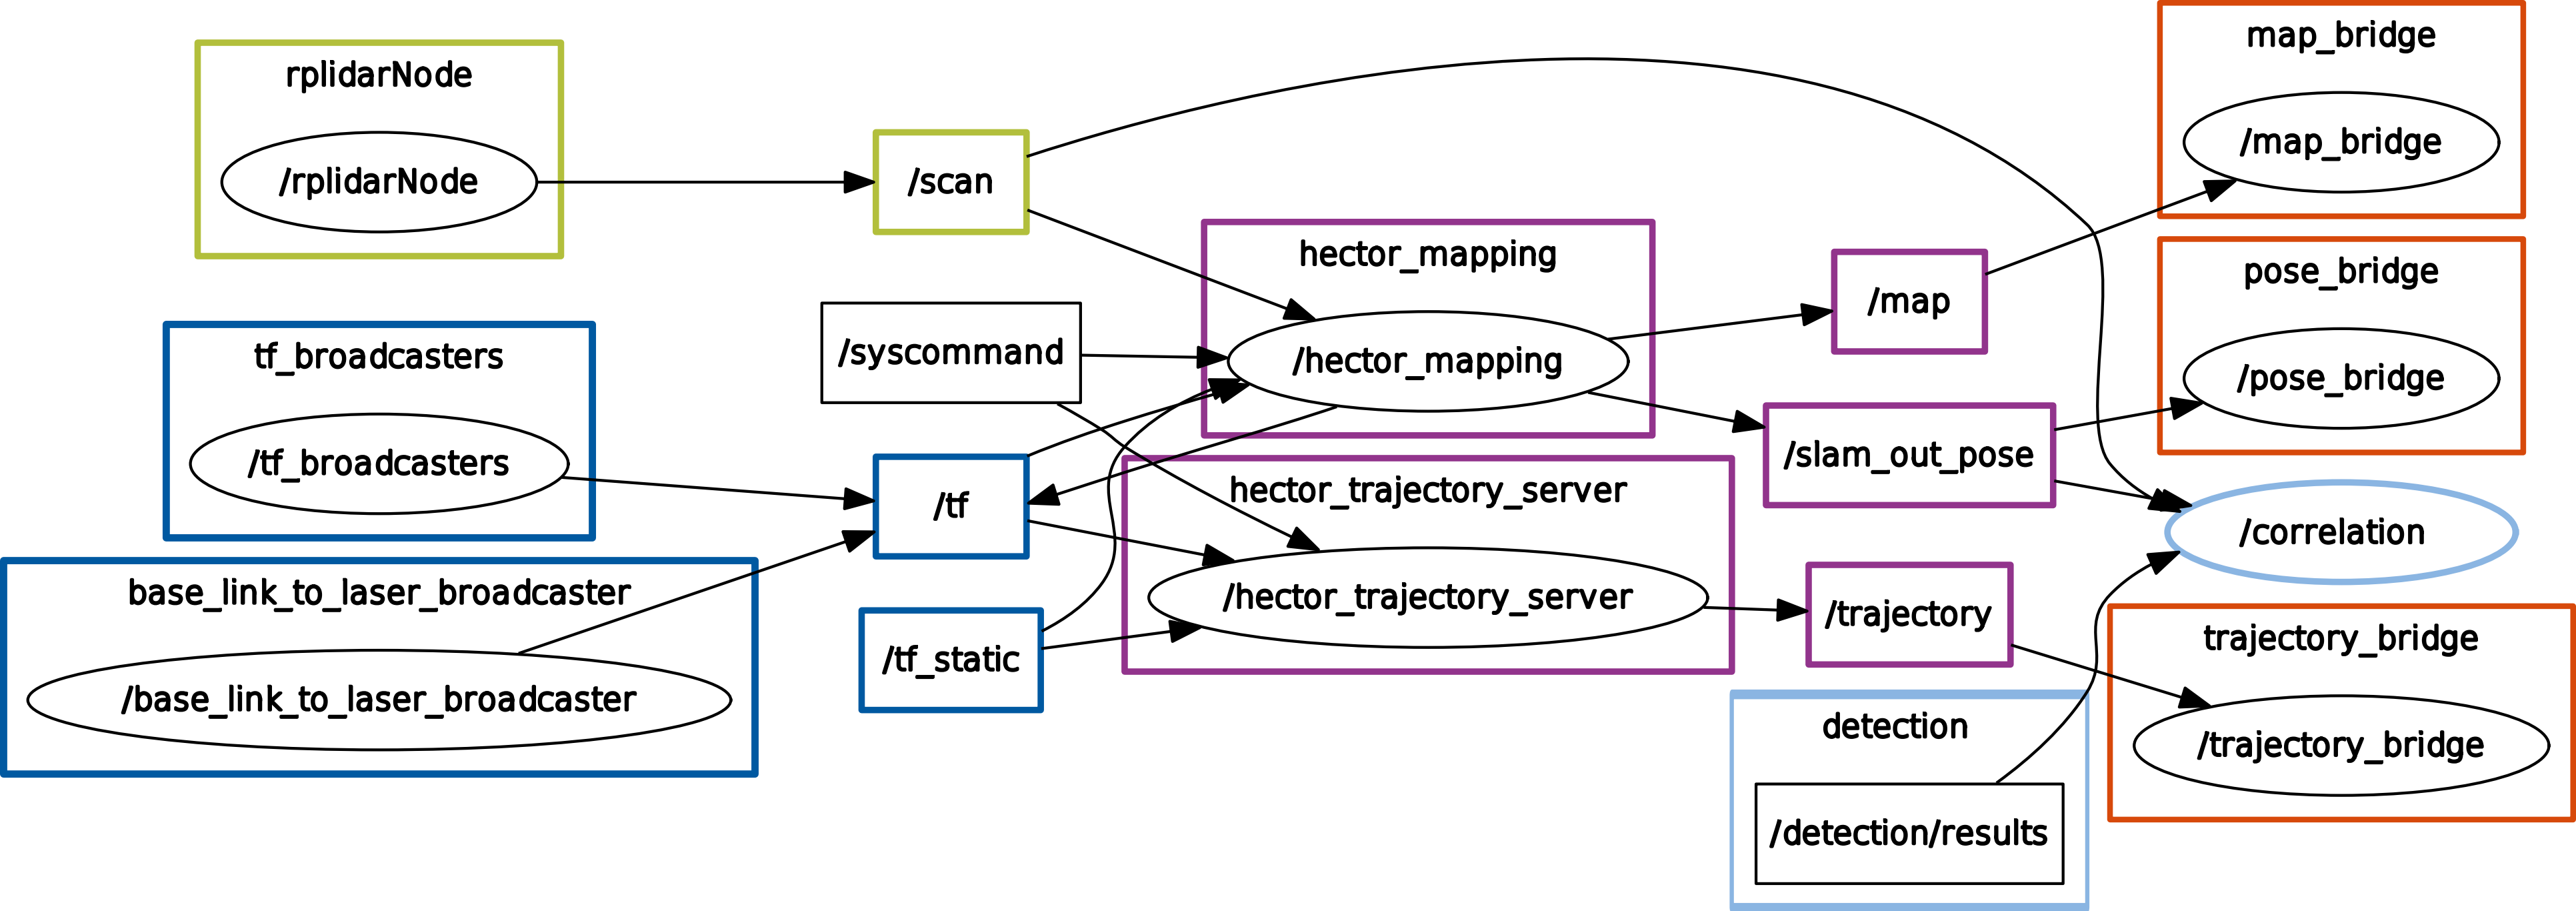 rplidarNode
/rplidarNode
tf_broadcasters
/tf_broadcasters
base_link_to_laser_broadcaster
/base_link_to_laser_broadcaster
/scan
/syscommand
/tf
/tf_static
hector_mapping
/hector_mapping
hector_trajectory_server
/hector_trajectory_server
/map
/slam_out_pose
/trajectory
detection
/detection/results
map_bridge
/map_bridge
pose_bridge
/pose_bridge
/correlation
trajectory_bridge
/trajectory_bridge